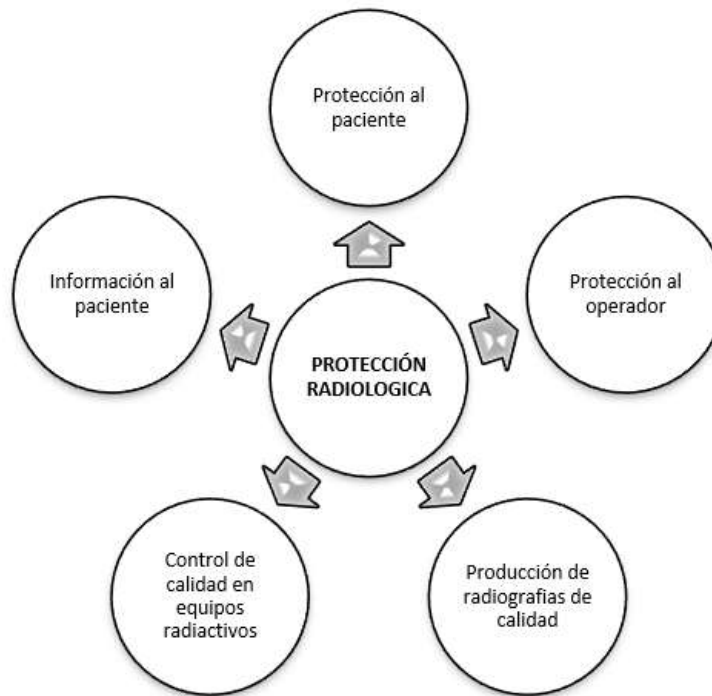 Protección al
paciente
Información al
paciente
Protección al
operador
PROTECCIÓN
RADIOLOGICA
Control de
calidad en
equipos
radiactivos
Producción de
radiografias de
calidad